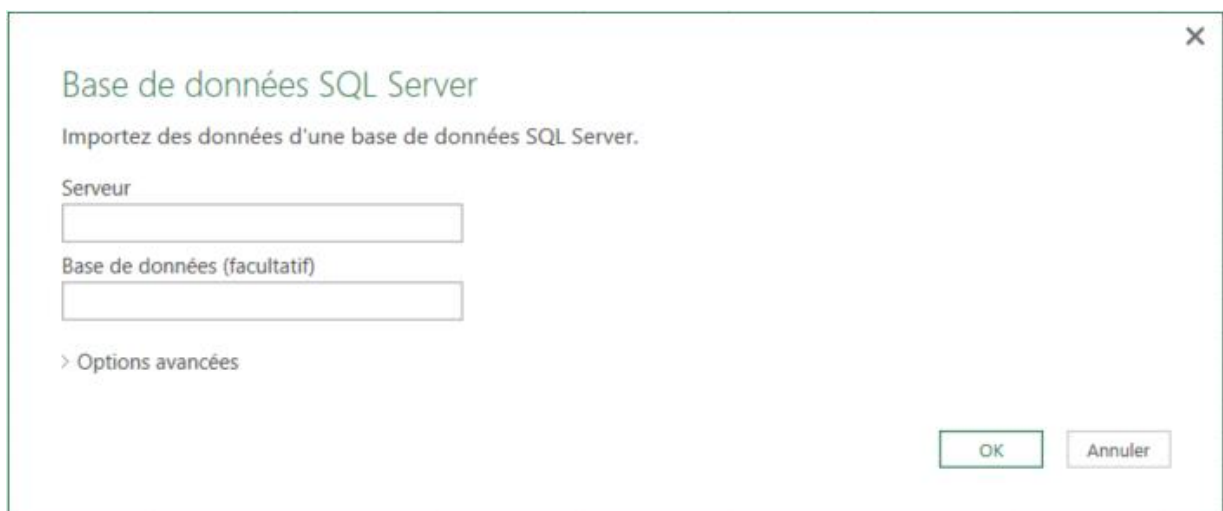 Base de données SQL Server
Importez des données d'une base de données SQL Server.
Serveur
Base de données (facultatif)
Options avancées
OK
Annuler